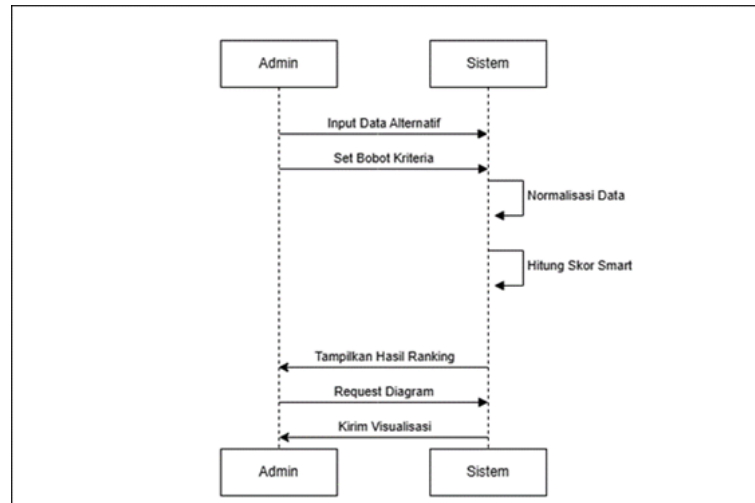 Admin
Sistem
Input Data Alternatif
Set Bobot Kriteria
Normalisasi Data
Hitung Skor Smart
Tampilkan Hasil Ranking
Request Diagram
Kirim Visualisasi
Admin
Sistem